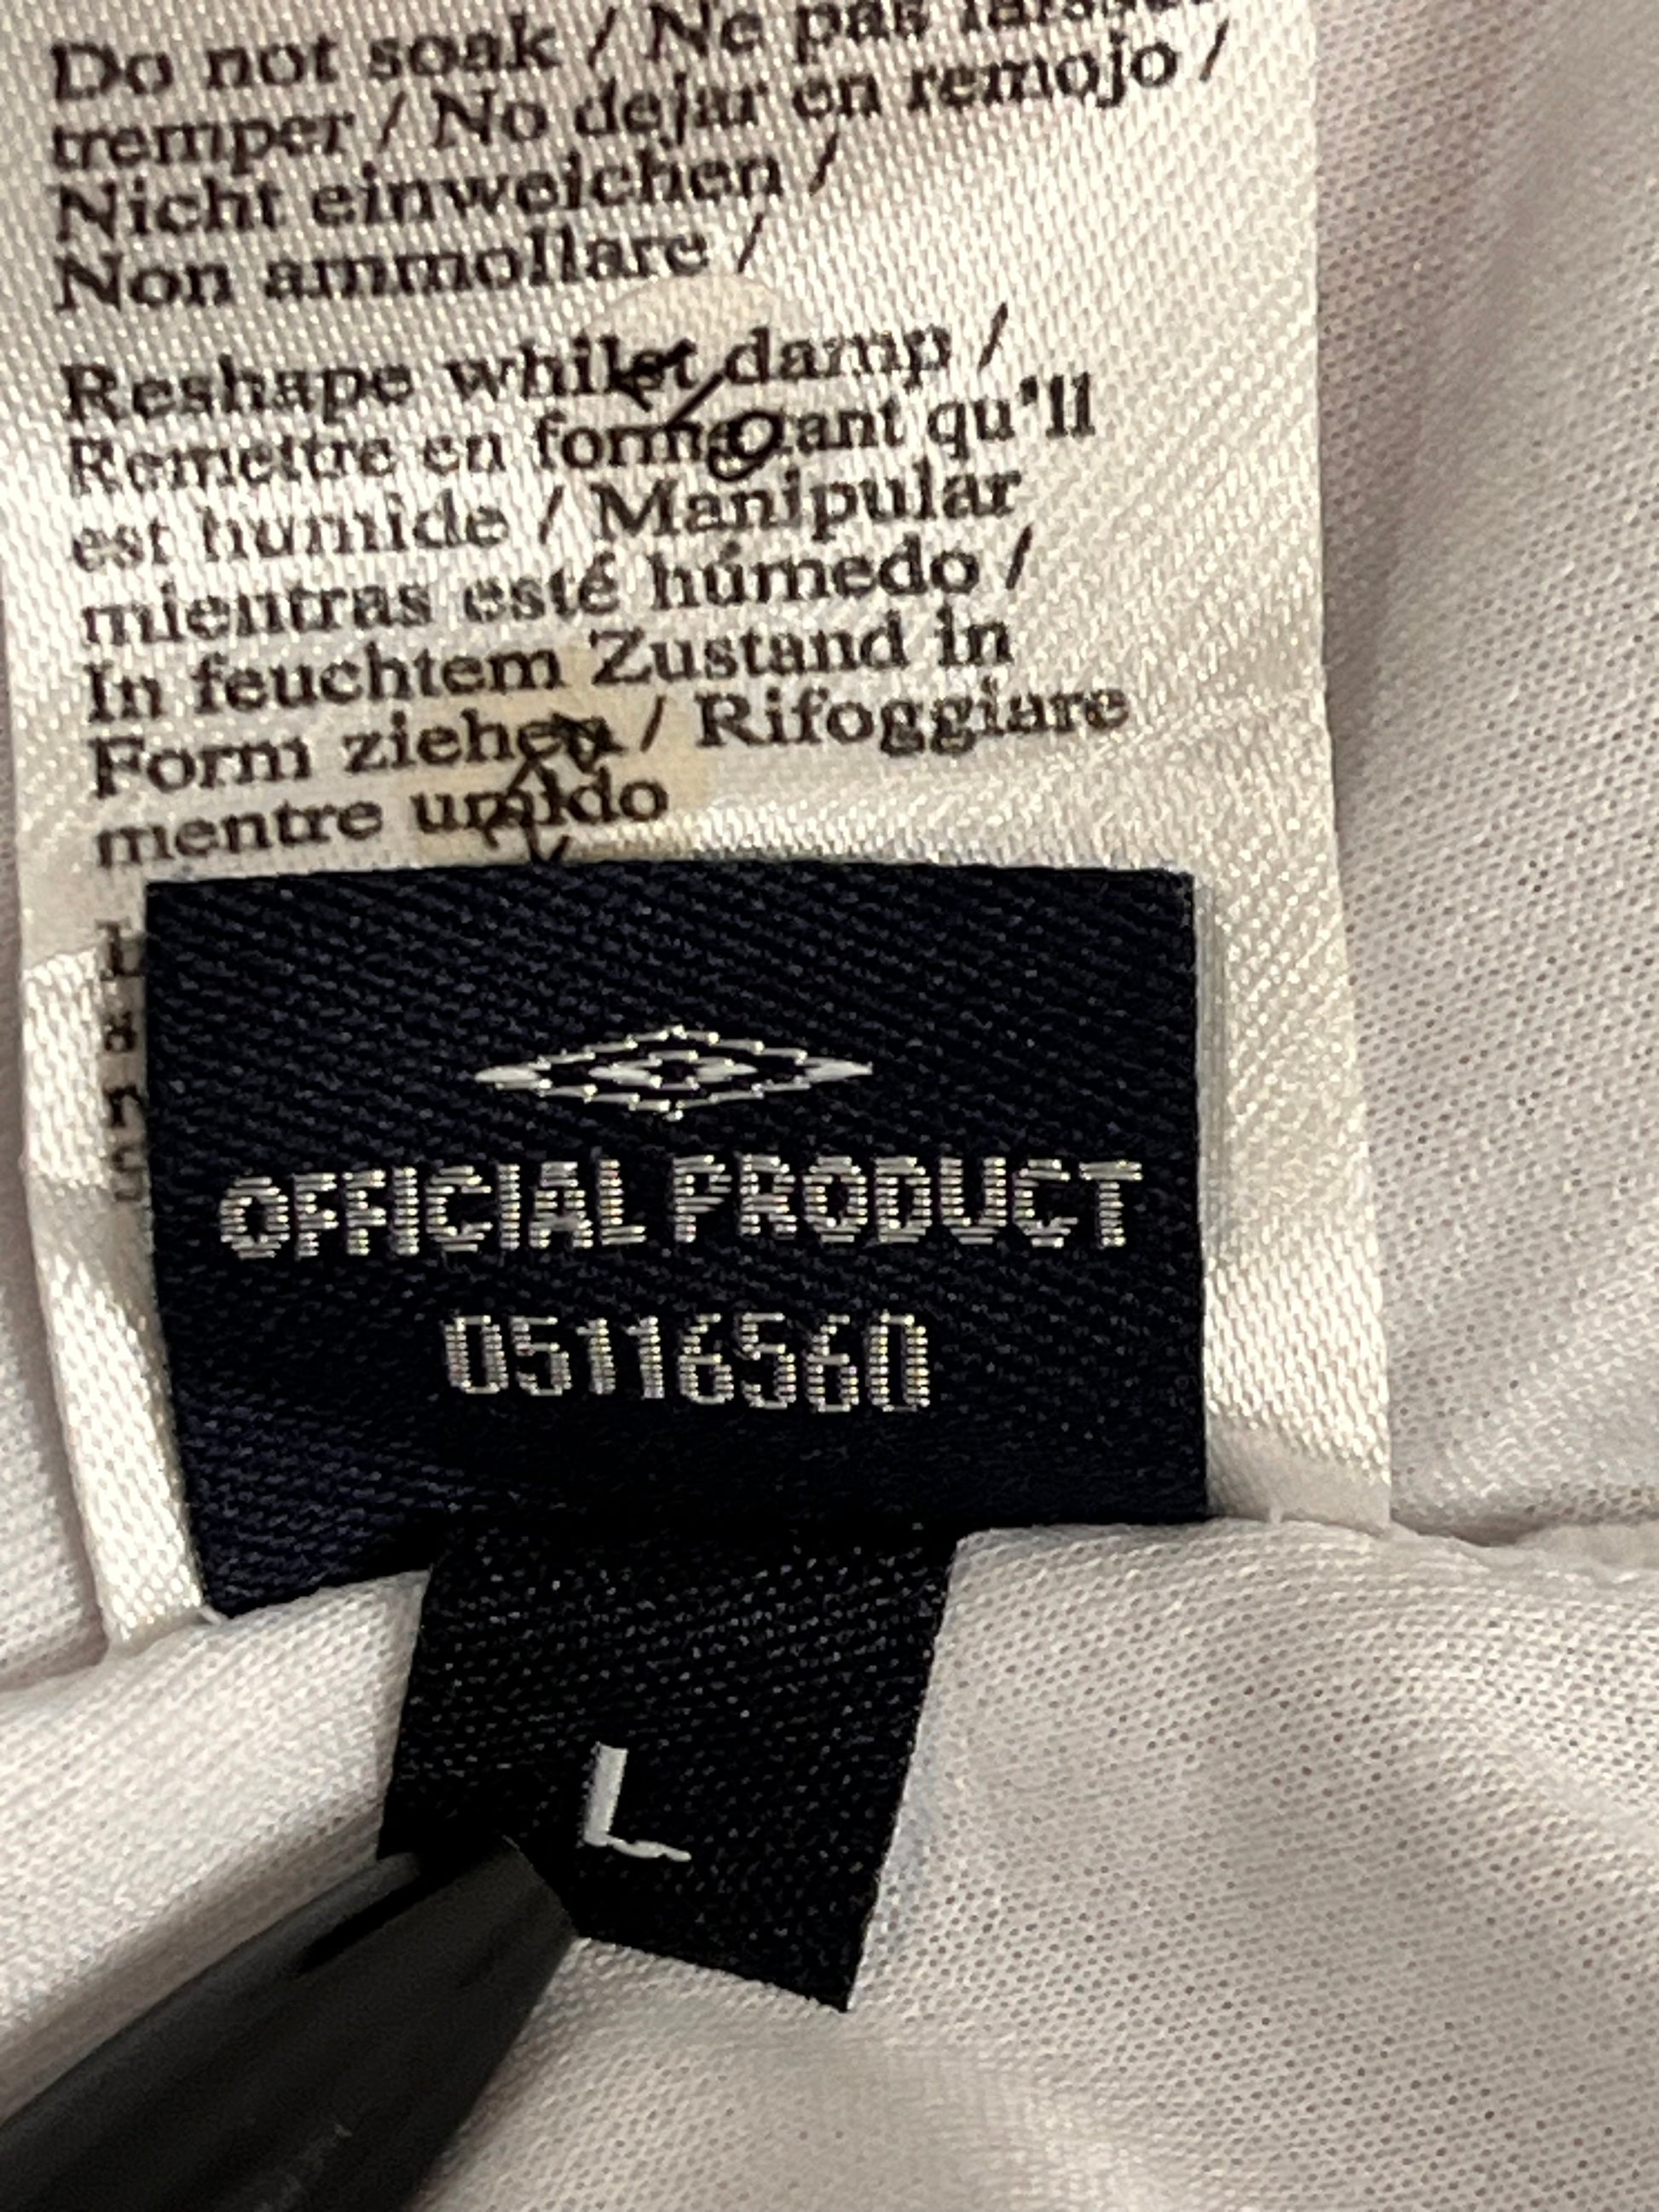 Do not soak / Ne pas laisser
tremper / No dejar en remojo /
Nicht einweichen /
Non ammollare /
Reshape whilst damp /
Remettre en forme tant qu'll
est humide / Manipular
mientras esté húmedo /
In feuchtem Zustand in
Form ziehen / Rifoggiare
mentre umido
OFFICIAL PRODUCT
05116560
L